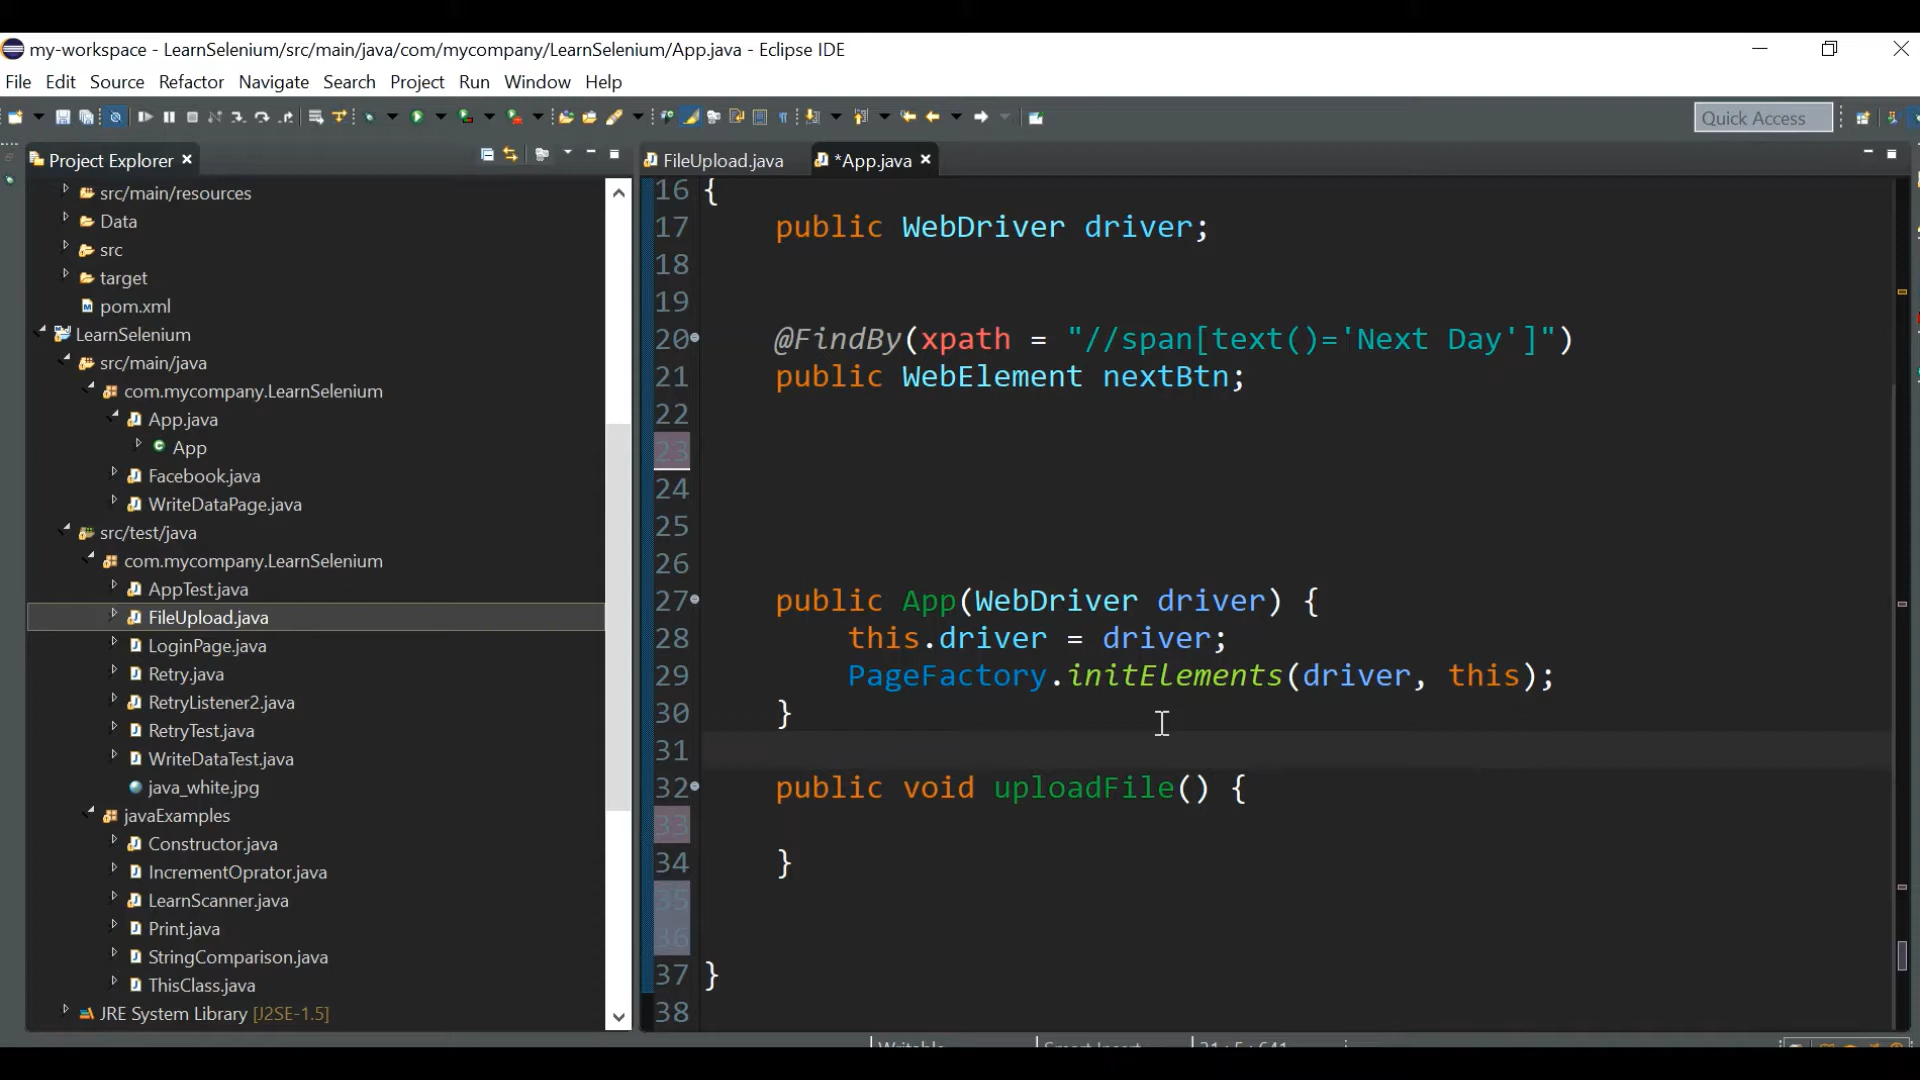 my-workspace - LearnSelenium/src/main/java/com/mycompany/LearnSelenium/App.java - Eclipse IDE
File Edit Source Refactor Navigate Search Project Run Window Help
Quick Access
Project Explorer
FileUpload.java
*App.java
src/main/resources
Data
src
target
pom.xml
LearnSelenium
src/main/java
com.mycompany.LearnSelenium
App.java
App
Facebook.java
WriteDataPage.java
src/test/java
com.mycompany.LearnSelenium
AppTest.java
FileUpload.java
LoginPage.java
Retry.java
RetryListener2.java
RetryTest.java
WriteDataTest.java
java_white.jpg
javaExamples
Constructor.java
IncrementOprator.java
LearnScanner.java
Print.java
StringComparison.java
ThisClass.java
JRE System Library [J2SE-1.5]
16 {
17 public WebDriver driver;
18
19
20 @FindBy(xpath = "//span[text()='Next Day']")
21 public WebElement nextBtn;
22
23
24
25
26
27 public App(WebDriver driver) {
28 this.driver = driver;
29 PageFactory.initElements(driver, this);
30 }
31
32 public void uploadFile() {
33
34 }
35
36
37 }
38